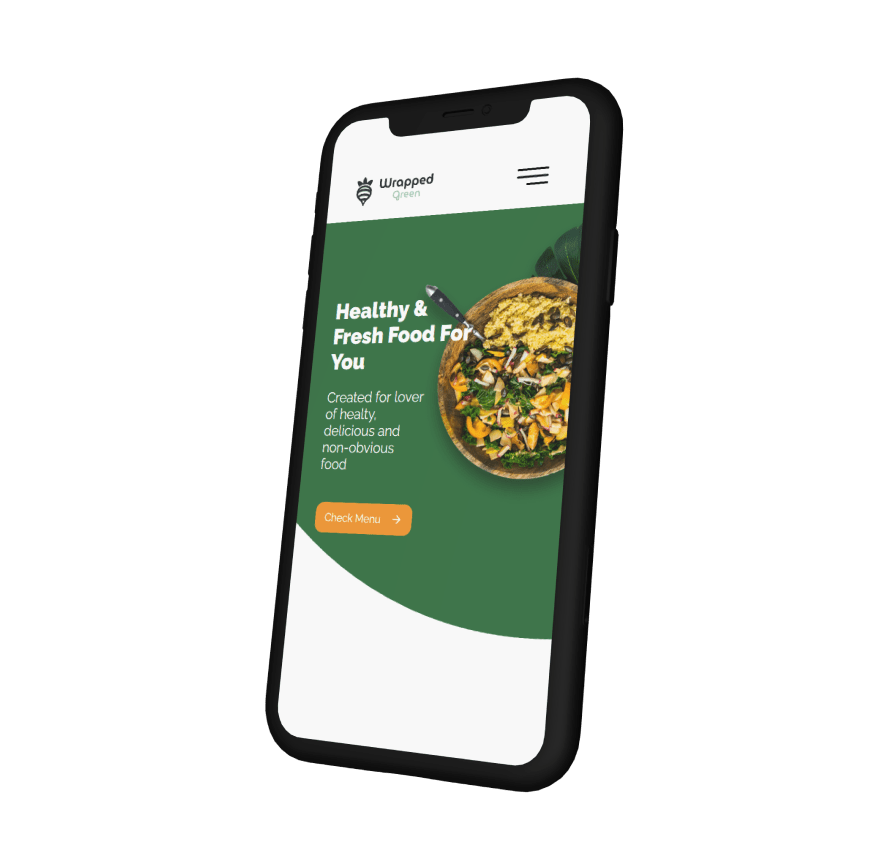 Wrapped
Green
Healthy &
Fresh Food For
You
Created for lover
of healty,
delicious and
non-obvious
food
Check Menu →